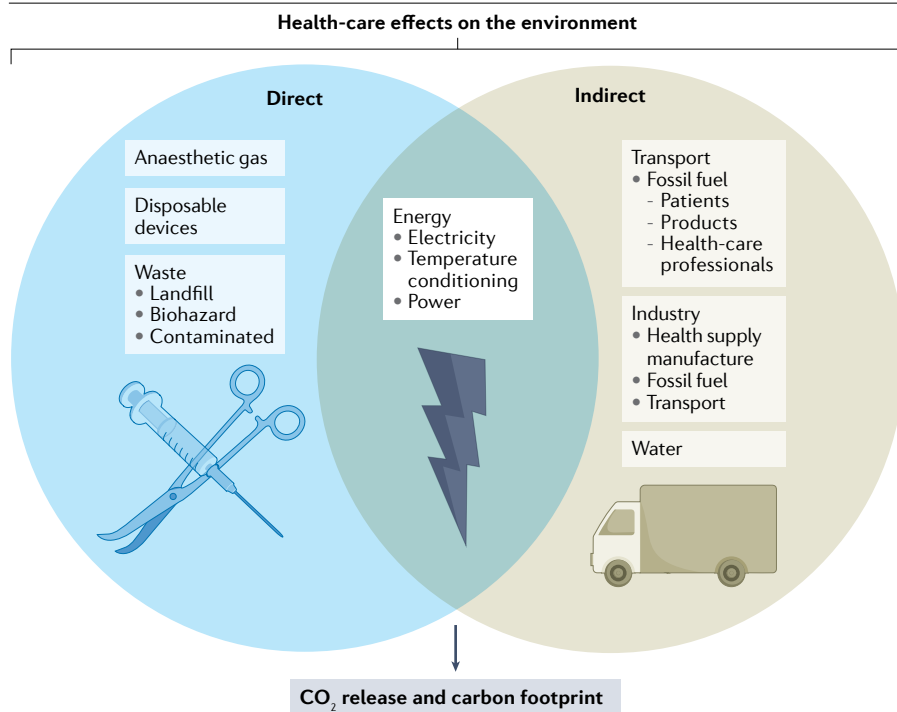 Health-care effects on the environment
Direct
Anaesthetic gas
Disposable
devices
Waste
• Landfill
• Biohazard
• Contaminated
Energy
• Electricity
• Temperature
conditioning
• Power
Indirect
Transport
• Fossil fuel
- Patients
- Products
- Health-care
professionals
Industry
• Health supply
manufacture
• Fossil fuel
• Transport
Water
CO₂ release and carbon footprint